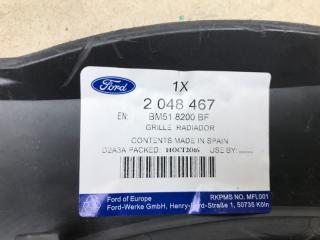 Ford
1X
2 048 467
EN: BM51 8200 BF
GRILLE RADIADOR
CONTENTS MADE IN SPAIN
D2A3A PACKED: 11OCT2016 USE BY:
Ford of Europe RKPMS NO. MFL001
Ford-Werke GmbH, Henry-Ford-Straße 1, 50735 Köln